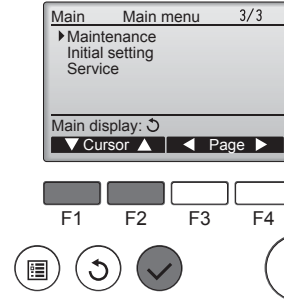 Main Main menu 3/3
Maintenance
Initial setting
Service
Main display:
Cursor Page
F1 F2 F3 F4